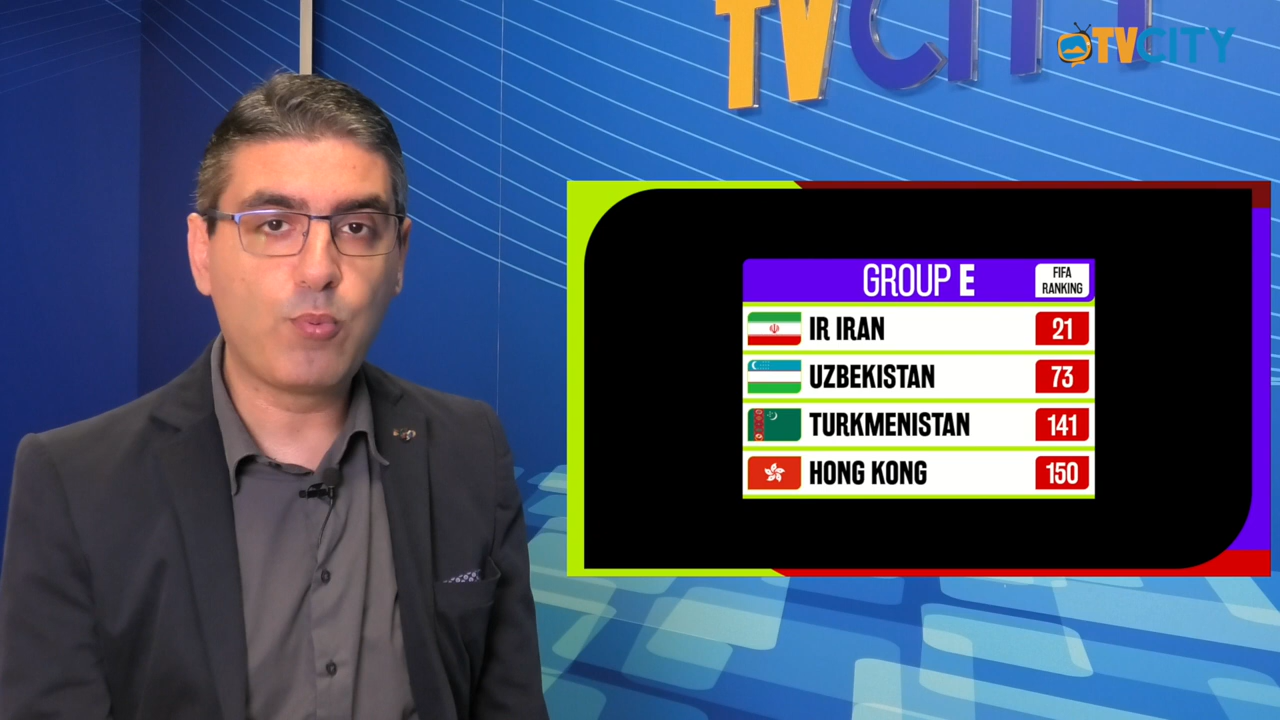 TVCITY
TVCITY
GROUP E
FIFA
RANKING
IR IRAN 21
UZBEKISTAN 73
TURKMENISTAN 141
HONG KONG 150